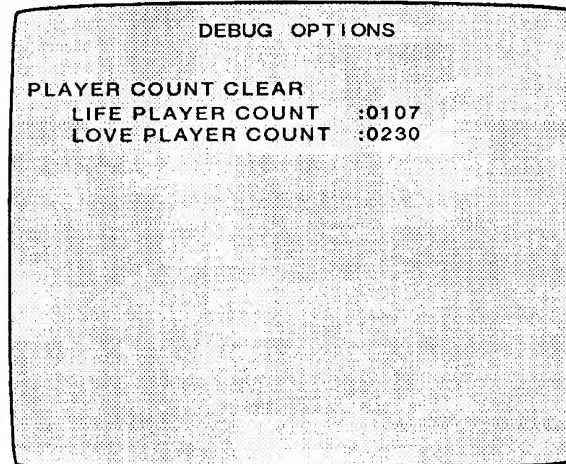 DEBUG OPTIONS
PLAYER COUNT CLEAR
LIFE PLAYER COUNT :0107
LOVE PLAYER COUNT :0230